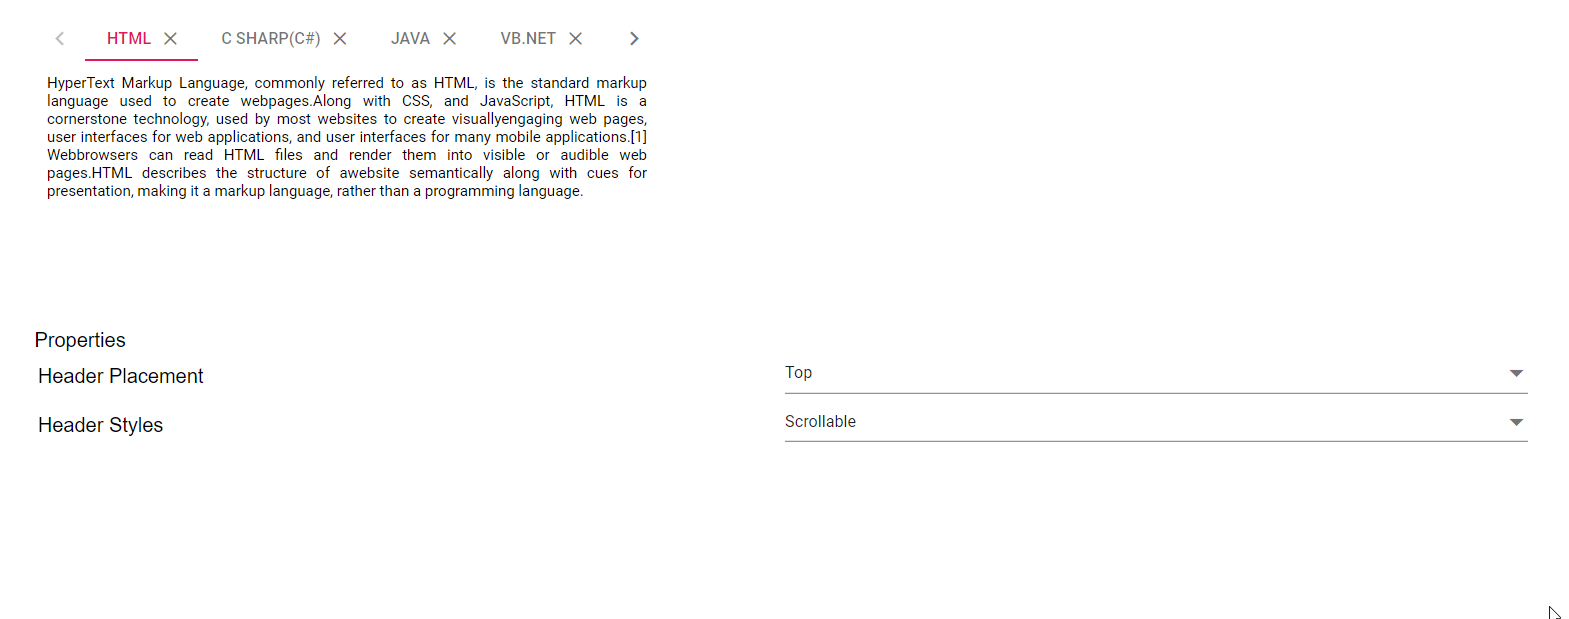 HTML C SHARP(C#) JAVA VB.NET
HyperText Markup Language, commonly referred to as HTML, is the standard markup
language used to create webpages.Along with CSS, and JavaScript, HTML is a
cornerstone technology, used by most websites to create visuallyengaging web pages,
user interfaces for web applications, and user interfaces for many mobile applications.[1]
Webbrowsers can read HTML files and render them into visible or audible web
pages.HTML describes the structure of awebsite semantically along with cues for
presentation, making it a markup language, rather than a programming language.
Properties
Header Placement Top
Header Styles Scrollable